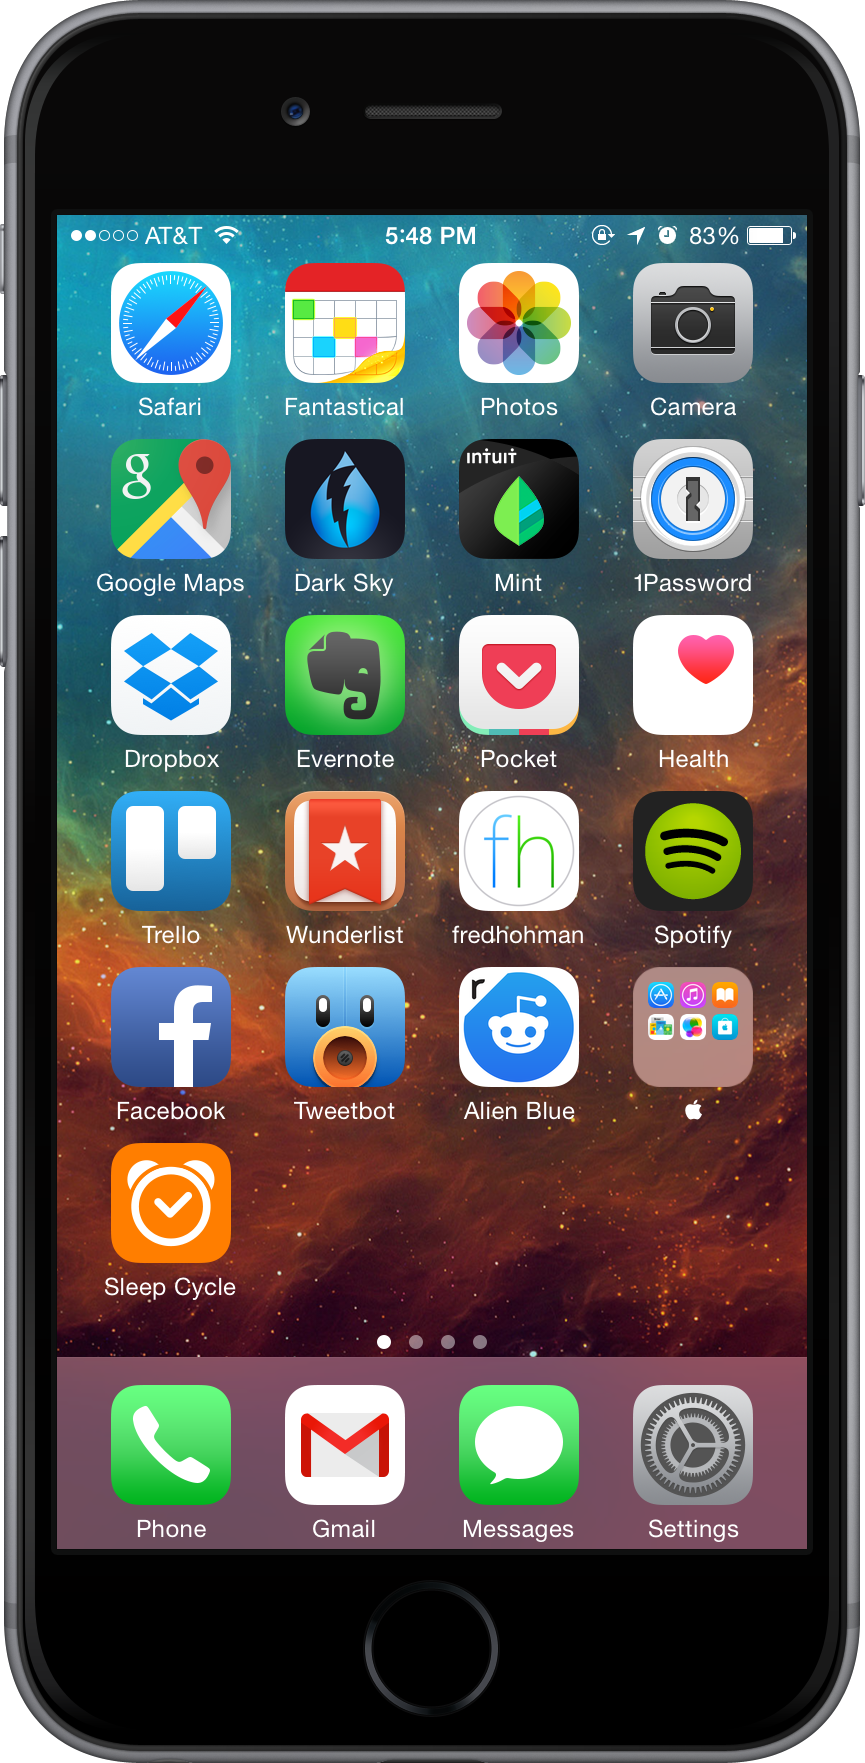 AT&T 5:48 PM 83%
Safari Fantastical Photos Camera
g intuit
Google Maps Dark Sky Mint 1Password
Dropbox Evernote Pocket Health
fh
Trello Wunderlist fredhohman Spotify
f r
Facebook Tweetbot Alien Blue
Sleep Cycle
Phone Gmail Messages Settings